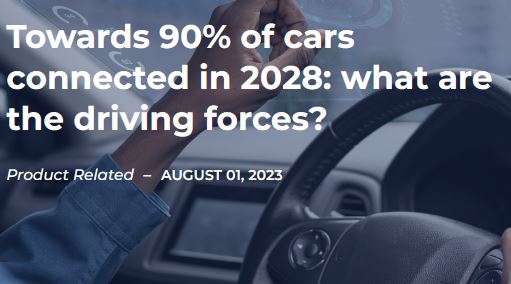 Towards 90% of cars
connected in 2028: what are
the driving forces?
Product Related – AUGUST 01, 2023